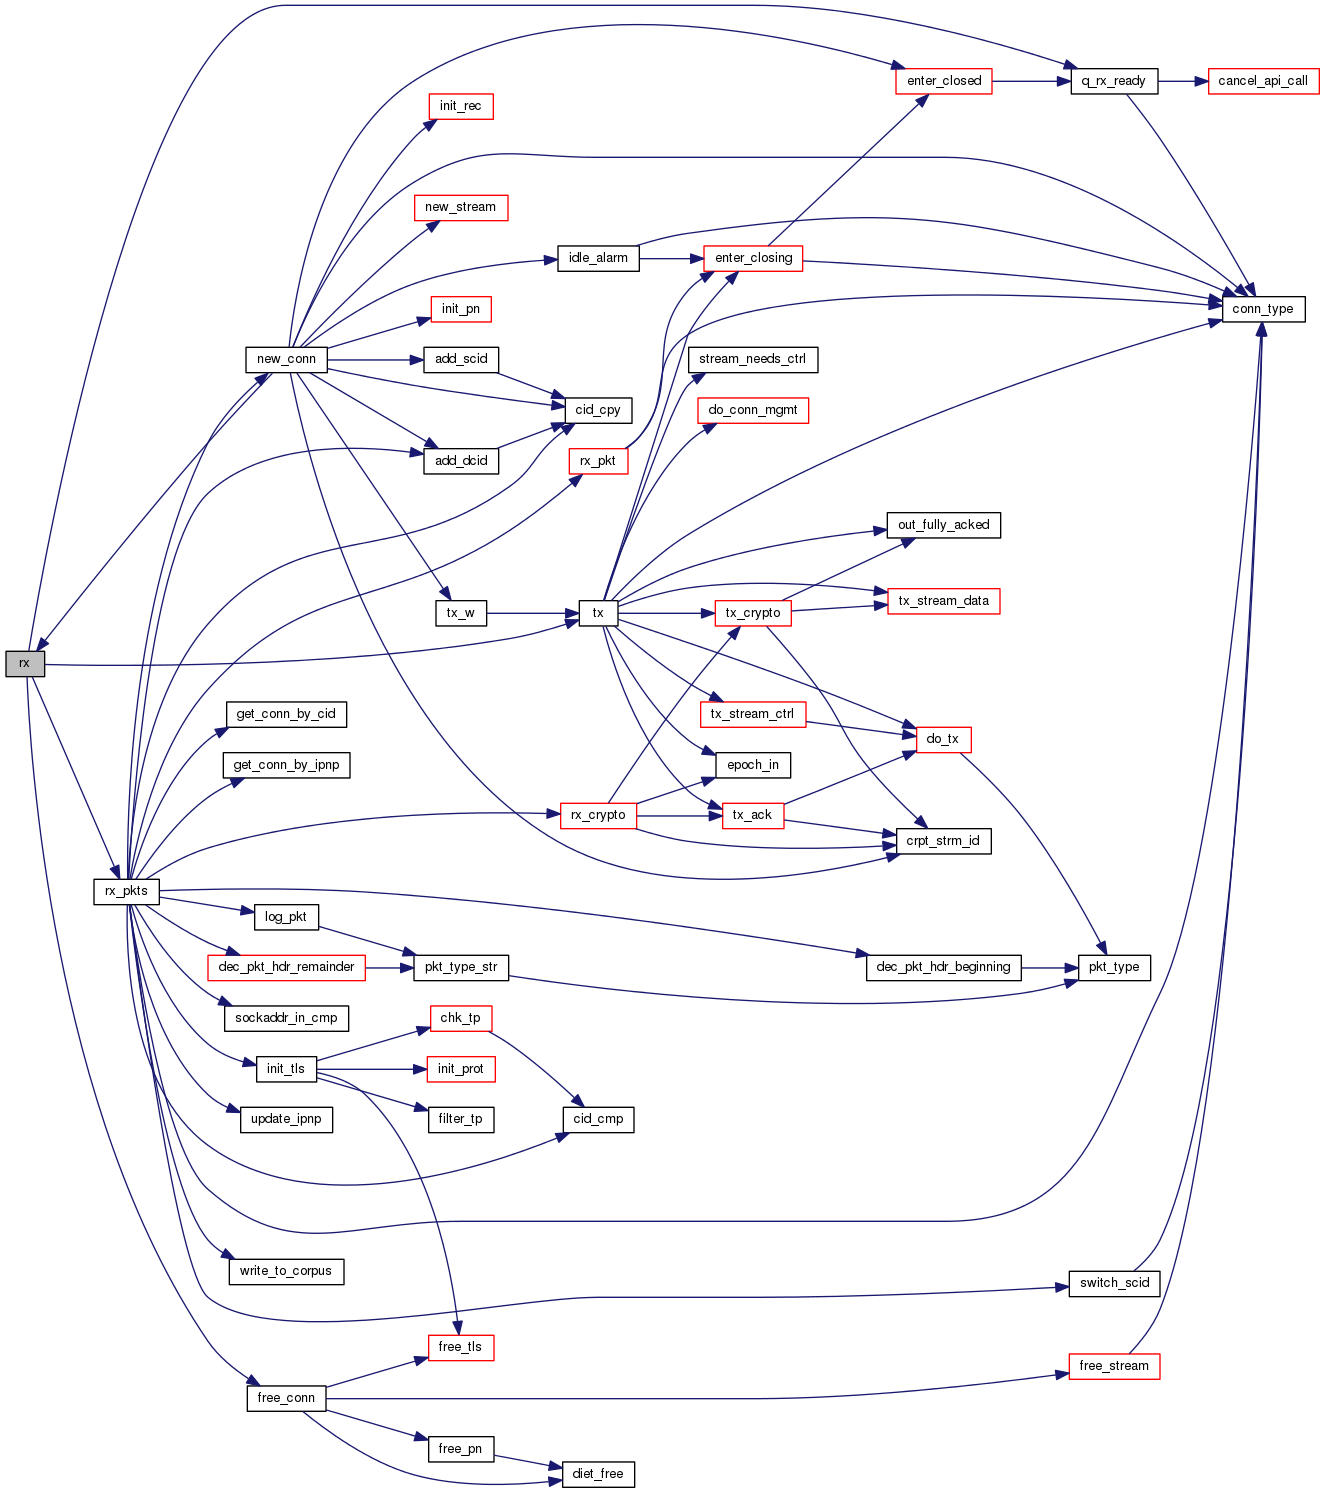 enter_closed
q_rx_ready
cancel_api_call
init_rec
new_stream
idle_alarm
enter_closing
init_pn
conn_type
new_conn
add_scid
stream_needs_ctrl
cid_cpy
do_conn_mgmt
add_dcid
rx_pkt
out_fully_acked
tx_w
tx
tx_crypto
tx_stream_data
rx
get_conn_by_cid
tx_stream_ctrl
do_tx
get_conn_by_ipnp
epoch_in
rx_crypto
tx_ack
crpt_strm_id
rx_pkts
log_pkt
dec_pkt_hdr_remainder
pkt_type_str
dec_pkt_hdr_beginning
pkt_type
sockaddr_in_cmp
chk_tp
init_tls
init_prot
update_ipnp
filter_tp
cid_cmp
write_to_corpus
switch_scid
free_tls
free_stream
free_conn
free_pn
diet_free